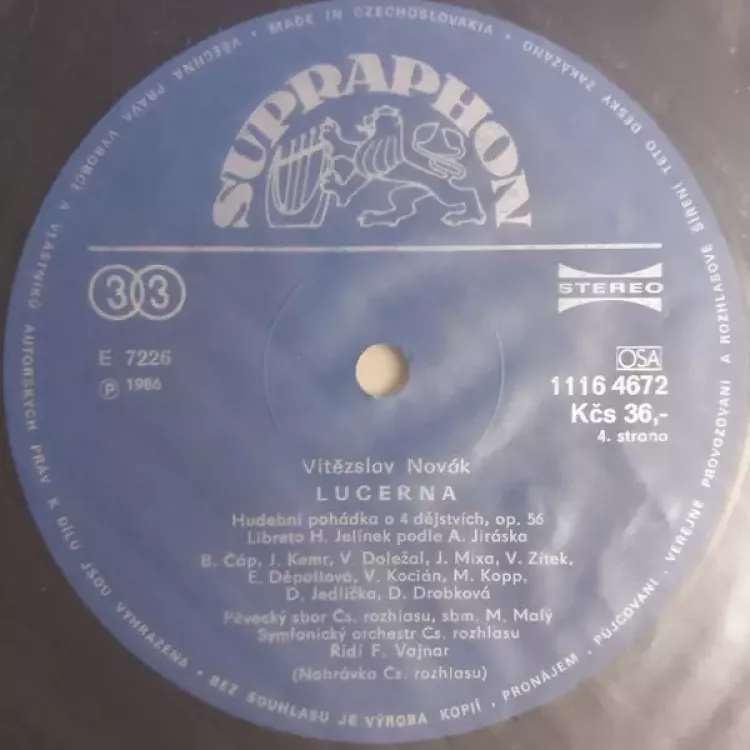 MADE IN CZECHOSLOVAKIA • VŠECHNA PRÁVA VÝROBCE A VLASTNÍKŮ AUTORSKÝCH PRÁV K DÍLU JSOU VYHRAZENA • BEZ SOUHLASU JE VÝROBA KOPIÍ, PRONÁJEM, PŮJČOVÁNÍ, VEŘEJNÉ PROVOZOVÁNÍ A ROZHLASOVÉ ŠÍŘENÍ TÉTO DESKY ZAKÁZÁNO •
SUPRAPHON
33
STEREO
E 7226
℗ 1986
OSA
1116 4672
Kčs 36,-
4. strana
Vítězslav Novák
LUCERNA
Hudební pohádka o 4 dějstvích, op. 56
Libreto H. Jelínek podle A. Jiráska
B. Čáp, J. Kemr, V. Doležal, J. Mixa, V. Zítek,
E. Děpoltová, V. Kocián, M. Kopp,
D. Jedlička, D. Drobková
Pěvecký sbor Čs. rozhlasu, sbm. M. Malý
Symfonický orchestr Čs. rozhlasu
Řídí F. Vajnar
(Nahrávka Čs. rozhlasu)